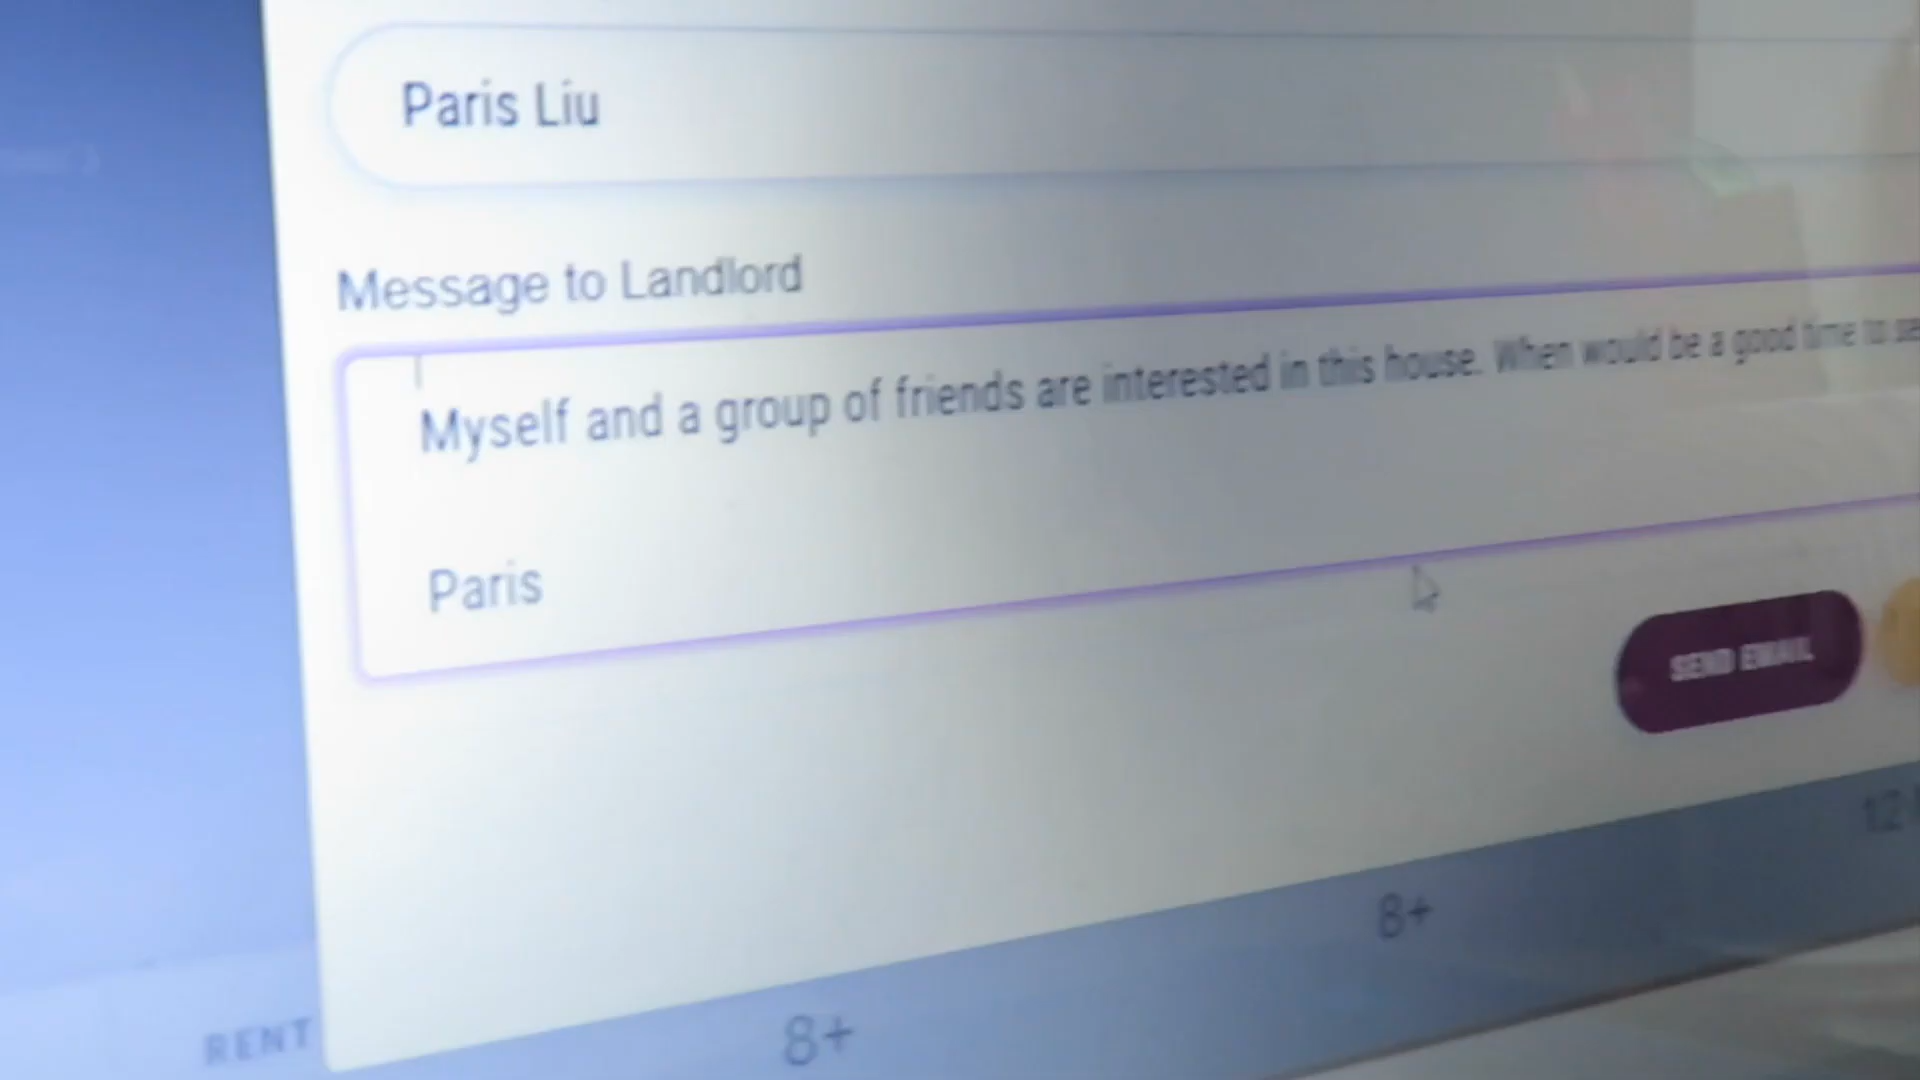 Paris Liu
Message to Landlord
Myself and a group of friends are interested in this house. When would be a good time to
Paris
SEND EMAIL
8+
RENT
8+